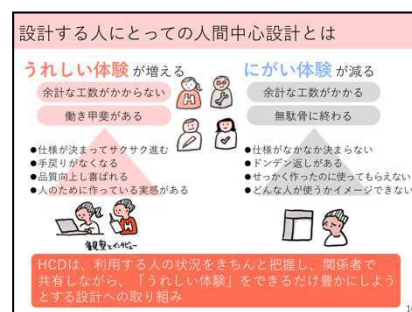 設計する人にとっての人間中心設計とは
うれしい体験 が増える
余計な工数がかからない
働き甲斐がある
●仕様が決まってサクサク進む
●手戻りがなくなる
●品質向上し喜ばれる
●人のために作っている実感がある
観察とインタビュー
にがい体験 が減る
余計な工数がかかる
無駄骨に終わる
●仕様がなかなか決まらない
●ドンデン返しがある
●せっかく作ったのに使ってもらえない
●どんな人が使うかイメージできない
HCDは、利用する人の状況をきちんと把握し、関係者で
共有しながら、「うれしい体験」をできるだけ豊かにしよう
とする設計への取り組み